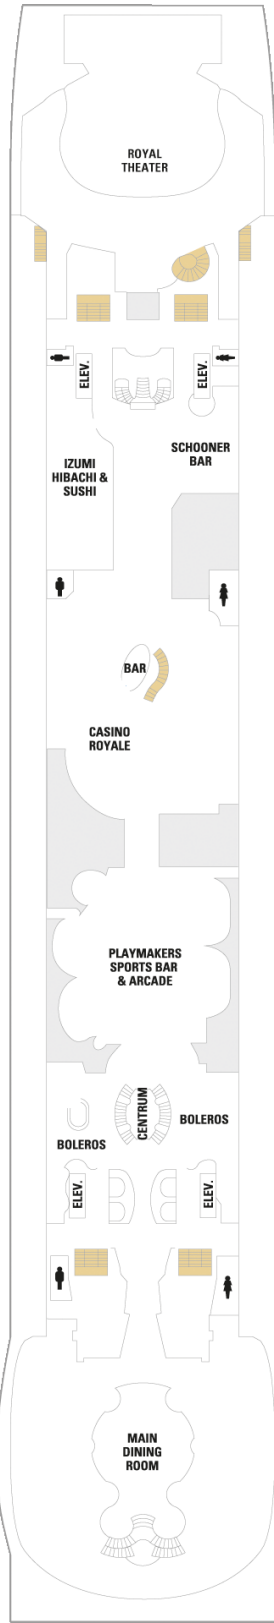 ROYAL
THEATER
ELEV.
ELEV.
SCHOONER
BAR
IZUMI
HIBACHI &
SUSHI
BAR
CASINO
ROYALE
PLAYMAKERS
SPORTS BAR
& ARCADE
CENTRUM
BOLEROS
BOLEROS
ELEV.
ELEV.
MAIN
DINING
ROOM